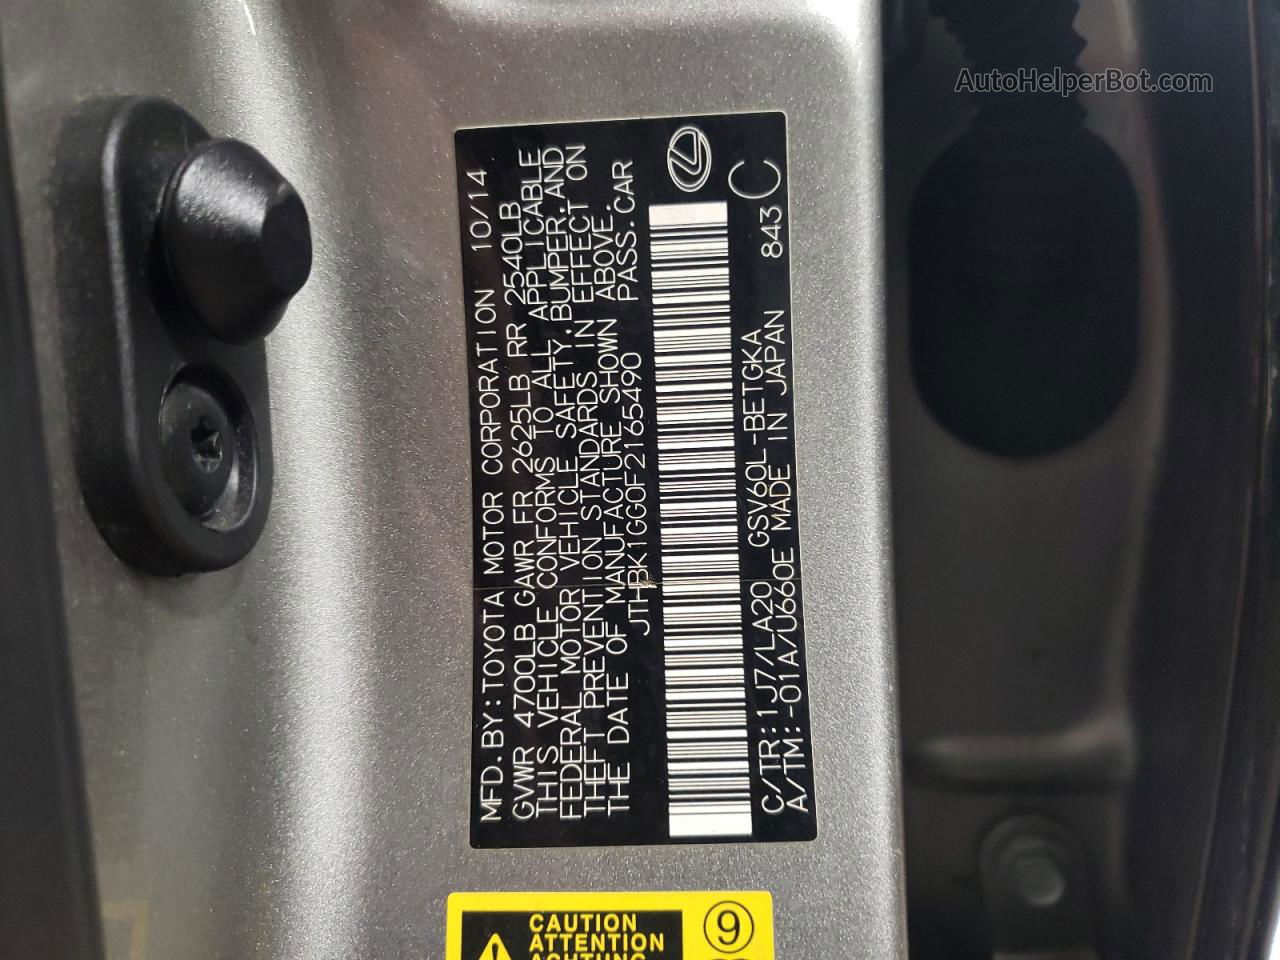 AutoHelperBot.com
MFD.BY:TOYOTA MOTOR CORPORATION 10/14
GVWR 4700LB GAWR FR 2625LB RR 2540LB
THIS VEHICLE CONFORMS TO ALL APPLICABLE
FEDERAL MOTOR VEHICLE SAFETY,BUMPER,AND
THEFT PREVENTION STANDARDS IN EFFECT ON
THE DATE OF MANUFACTURE SHOWN ABOVE.
JTHBK1GG0F2165490 PASS.CAR
C/TR:1J7/LA20 GSV60L-BETGKA 843 C
A/TM:-01A/U660E MADE IN JAPAN
CAUTION
ATTENTION
ACHTUNG
9